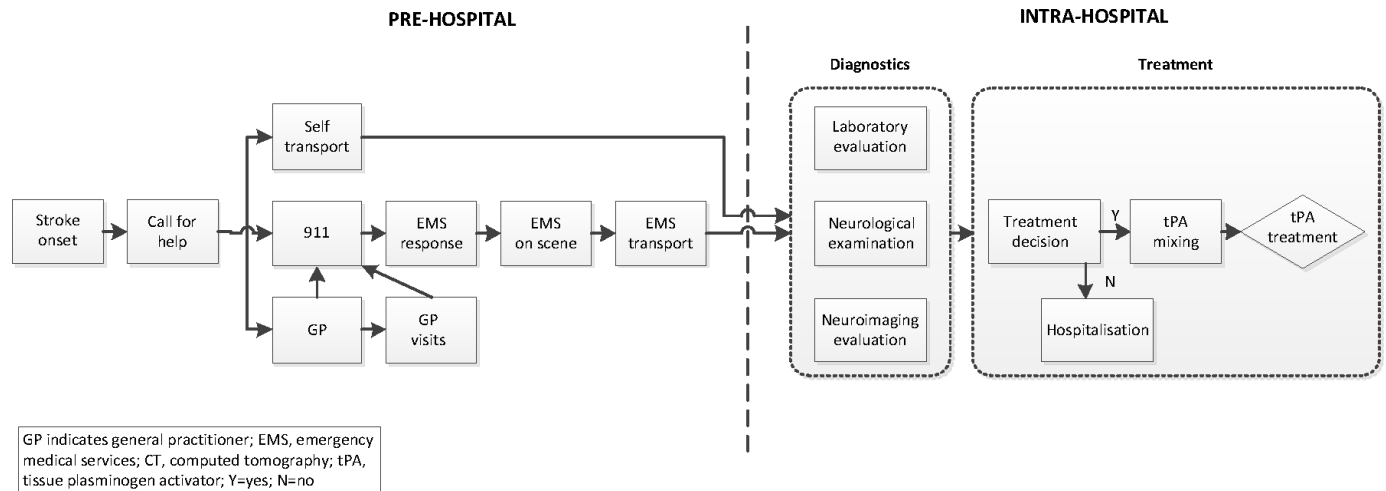 PRE-HOSPITAL
INTRA-HOSPITAL
Diagnostics
Treatment
Self
transport
Laboratory
evaluation
Stroke
onset
Call for
help
911
EMS
response
EMS
on scene
EMS
transport
Neurological
examination
Treatment
decision
Y
tPA
mixing
tPA
treatment
N
GP
GP
visits
Neuroimaging
evaluation
Hospitalisation
GP indicates general practitioner; EMS, emergency
medical services; CT, computed tomography; tPA,
tissue plasminogen activator; Y=yes; N=no